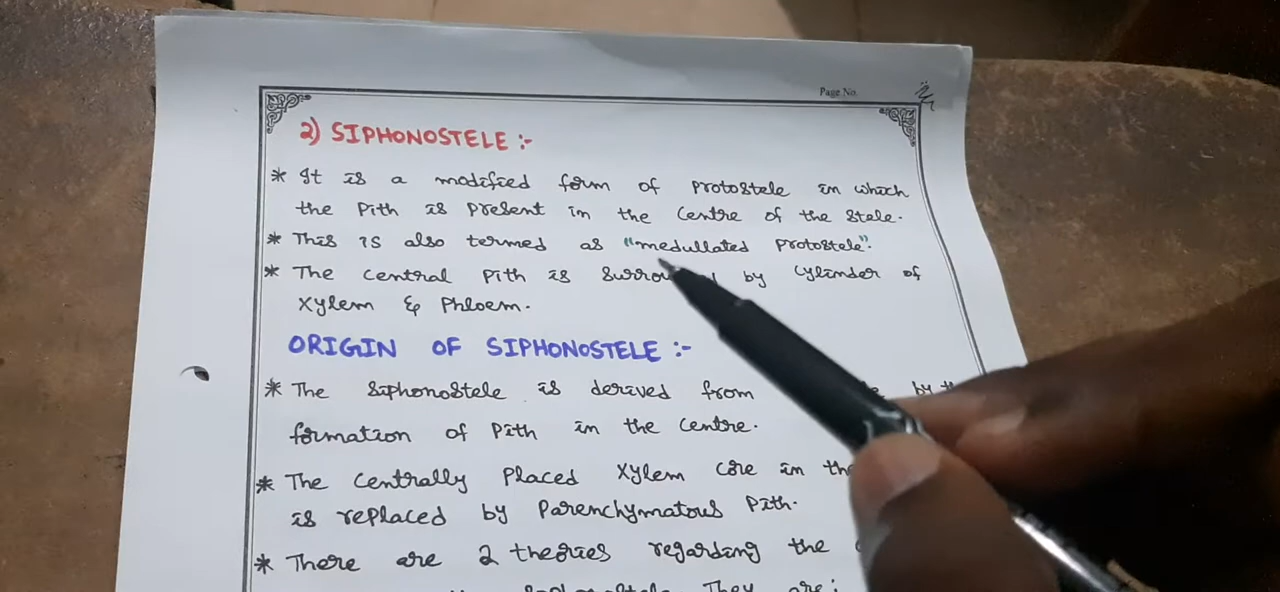 Page No.
2) SIPHONOSTELE :-
* It is a modified form of Protostele in which
the Pith is Present in the Centre of the Stele.
* This is also termed as "medullated Protostele".
* The central Pith is by Cylinder of
Xylem & Phloem.
ORIGIN OF SIPHONOSTELE :-
* The Siphonostele is derived from by
formation of Pith in the Centre.
* The Centrally Placed Xylem Core in
is replaced by Parenchymatous Pith.
* There are 2 theories regarding the
They are: